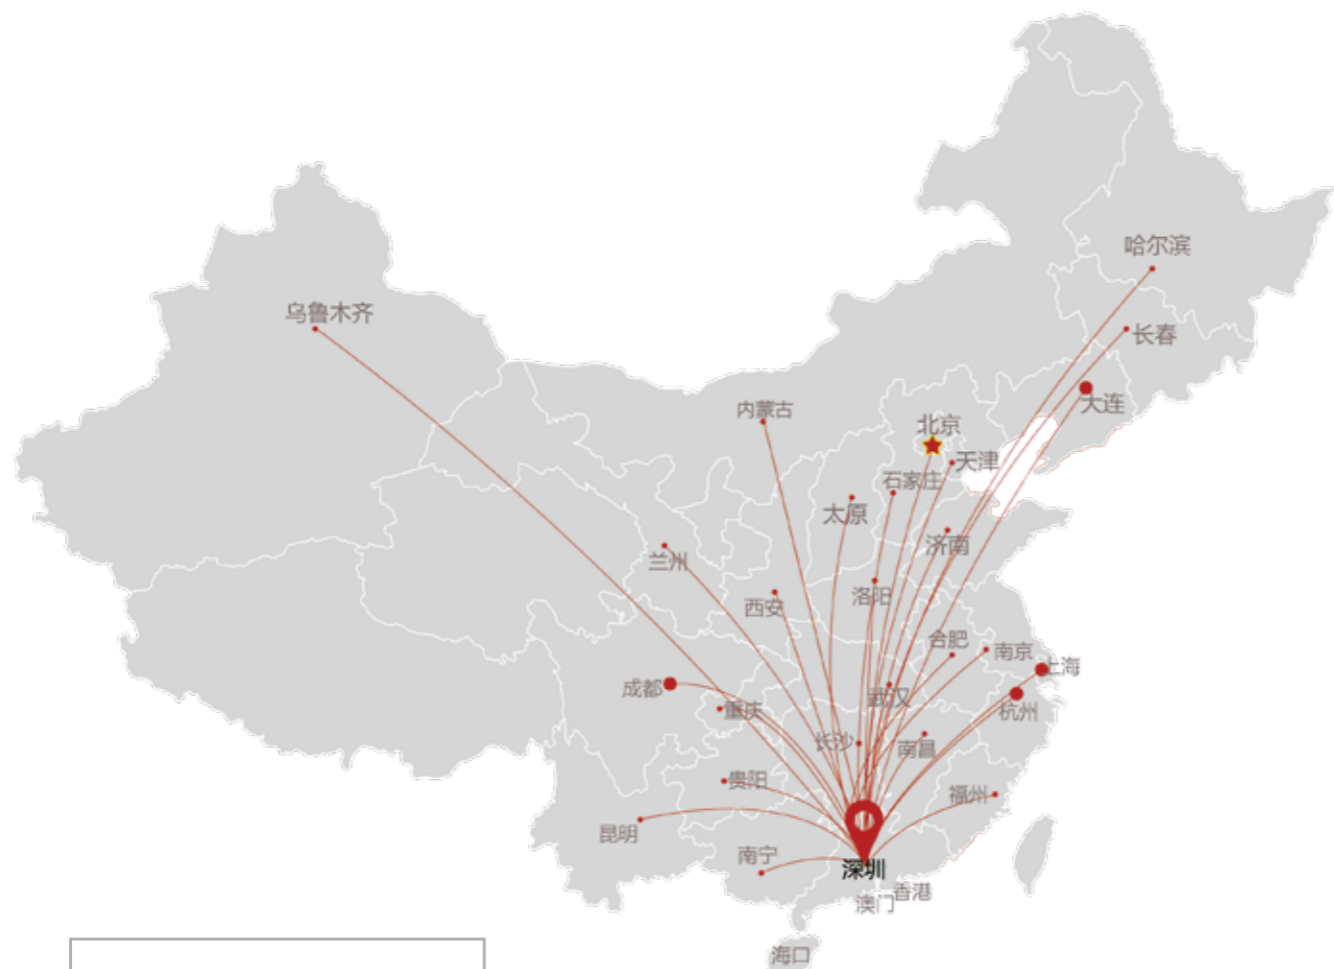 哈尔滨
乌鲁木齐
长春
内蒙古
大连
北京
天津
石家庄
太原
济南
兰州
洛阳
西安
合肥
南京
上海
成都
武汉
重庆
杭州
长沙
南昌
贵阳
福州
昆明
南宁
深圳
香港
澳门
海口